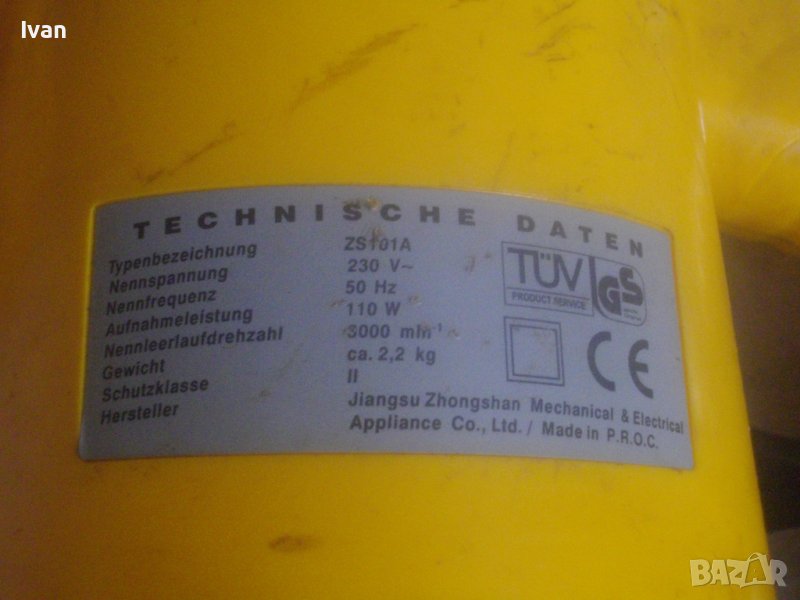 Ivan
TECHNISCHE DATEN
Typenbezeichnung ZS101A
Nennspannung 230 V~
Nennfrequenz 50 Hz
Aufnahmeleistung 110 W
Nennleerlaufdrehzahl 3000 min⁻¹
Gewicht ca. 2,2 kg
Schutzklasse II
Hersteller Jiangsu Zhongshan Mechanical & Electrical
Appliance Co., Ltd. / Made in P.R.O.C.
TÜV
PRODUCT SERVICE
GS
CE
BAZAR